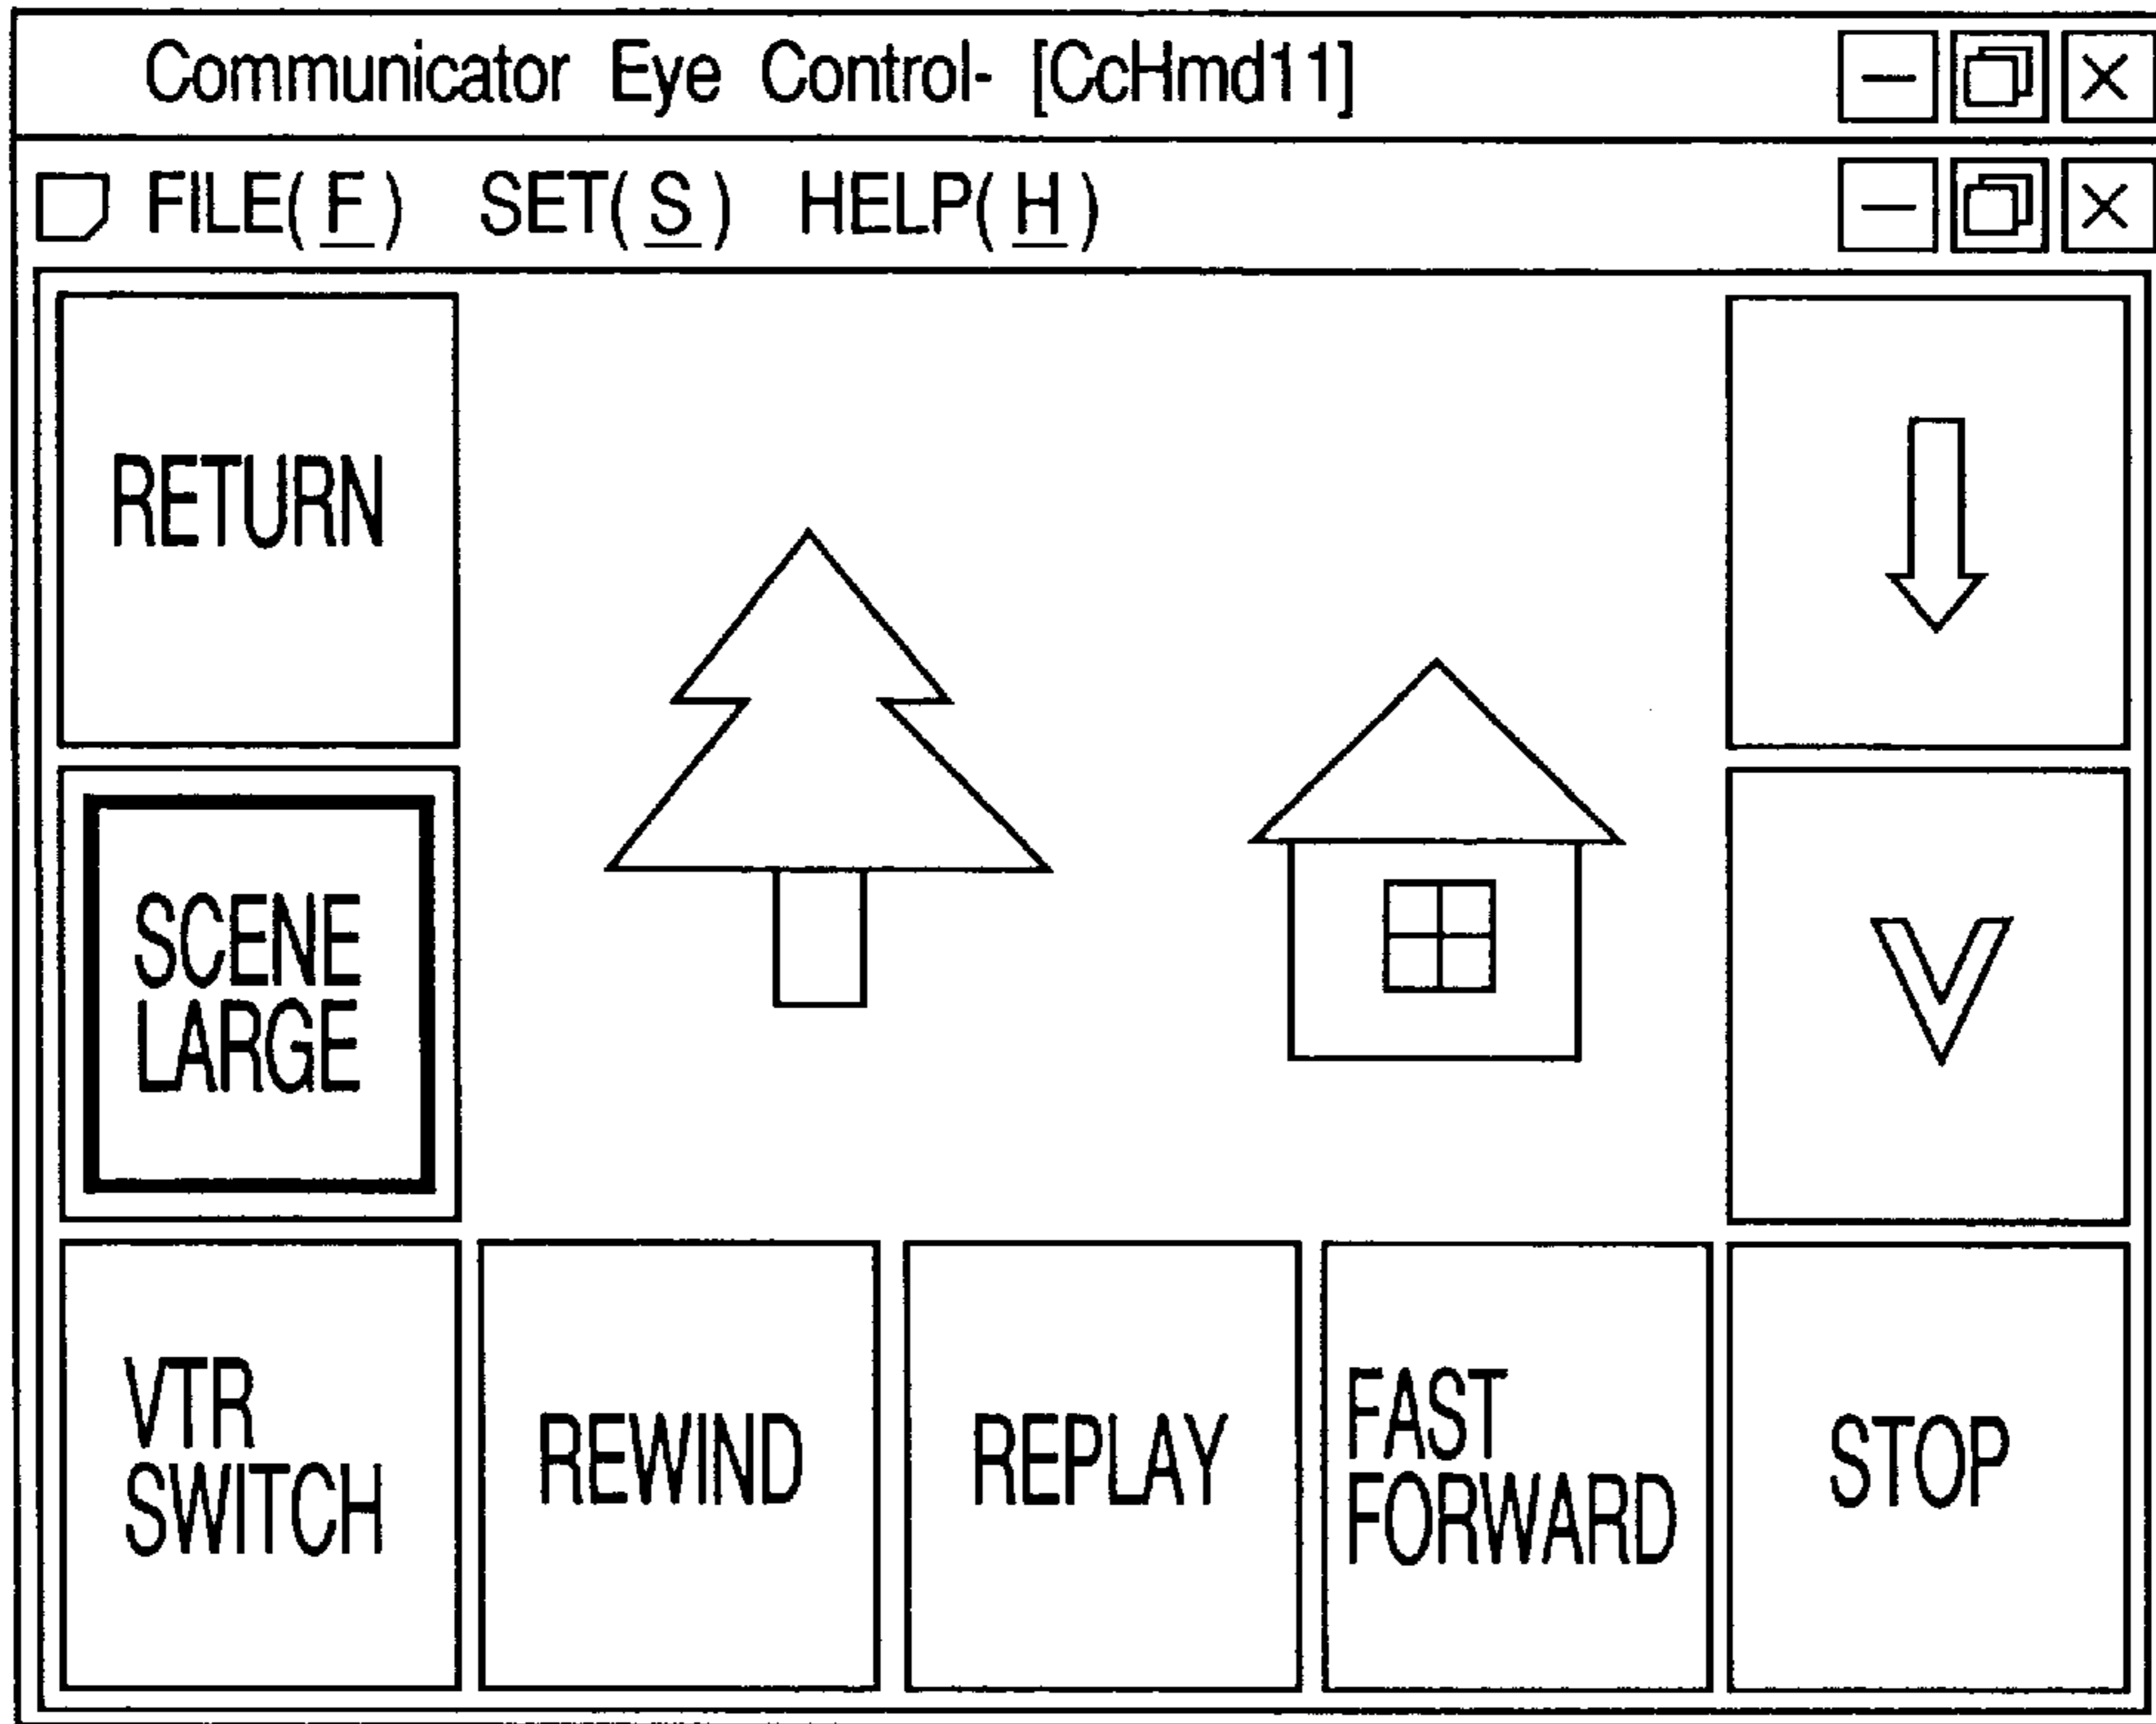 Communicator Eye Control- [CcHmd11]
FILE(F) SET(S) HELP(H)
RETURN
SCENE
LARGE
VTR
SWITCH
REWIND
REPLAY
FAST
FORWARD
STOP